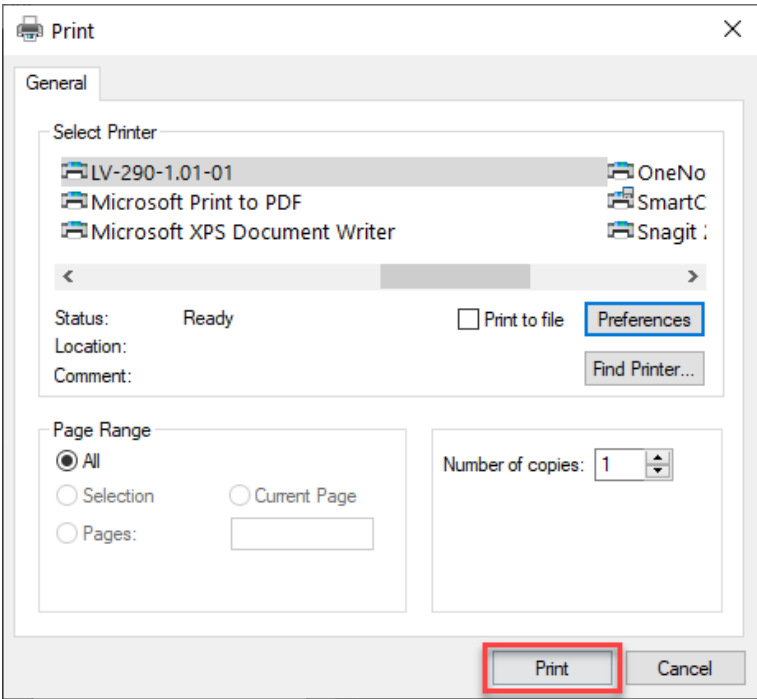 Print
General
Select Printer
LV-290-1.01-01 OneNo
Microsoft Print to PDF SmartC
Microsoft XPS Document Writer Snagit
Status: Ready Print to file Preferences
Location:
Comment: Find Printer...
Page Range
All Number of copies: 1
Selection Current Page
Pages:
Print Cancel